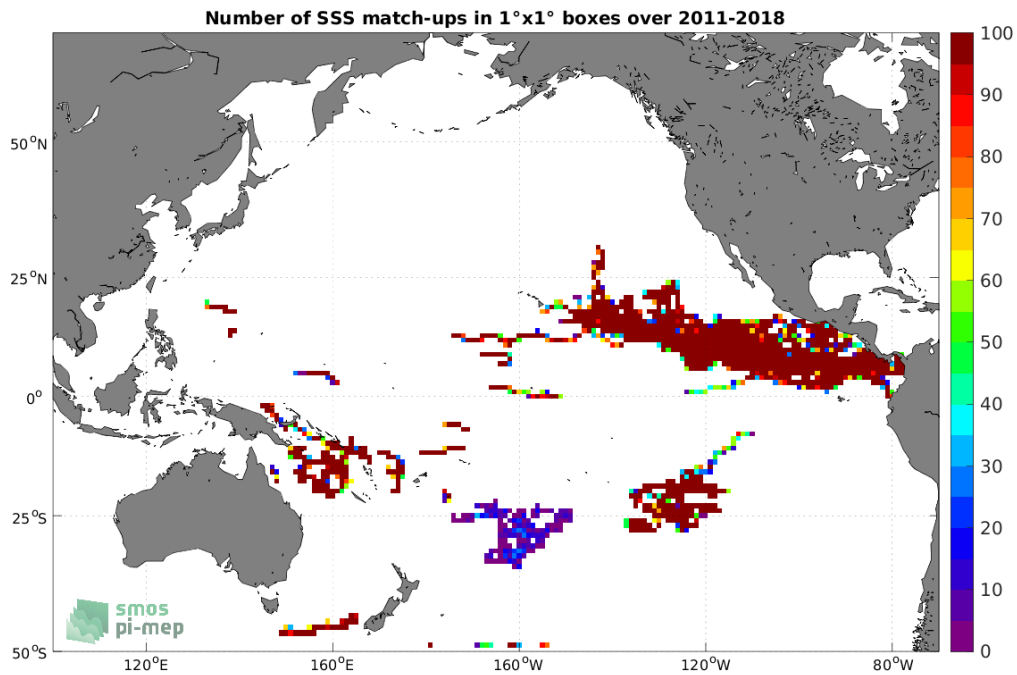 Number of SSS match-ups in 1°x1° boxes over 2011-2018
50°N
25°N
0°
25°S
50°S
120°E
160°E
160°W
120°W
80°W
100
90
80
70
60
50
40
30
20
10
0
smos
pi-mep